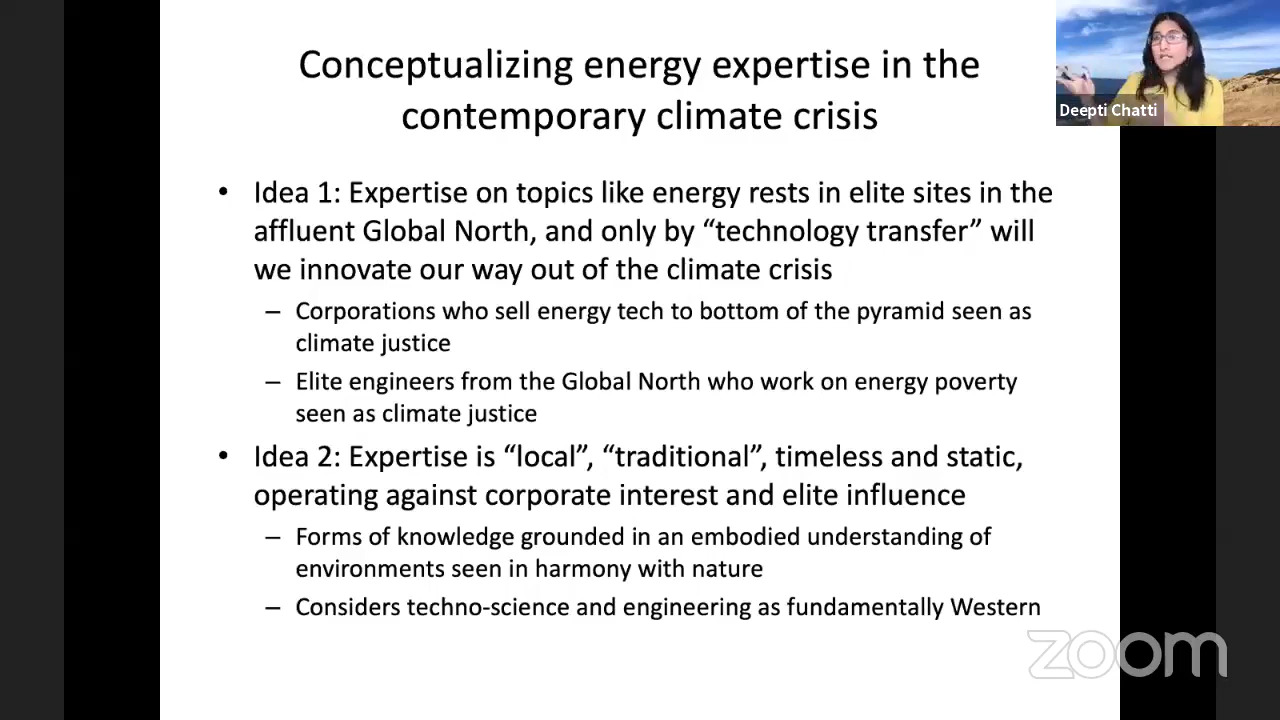 Conceptualizing energy expertise in the
contemporary climate crisis
Deepti Chatti
• Idea 1: Expertise on topics like energy rests in elite sites in the
affluent Global North, and only by “technology transfer” will
we innovate our way out of the climate crisis
– Corporations who sell energy tech to bottom of the pyramid seen as
climate justice
– Elite engineers from the Global North who work on energy poverty
seen as climate justice
• Idea 2: Expertise is “local”, “traditional”, timeless and static,
operating against corporate interest and elite influence
– Forms of knowledge grounded in an embodied understanding of
environments seen in harmony with nature
– Considers techno-science and engineering as fundamentally Western
zoom